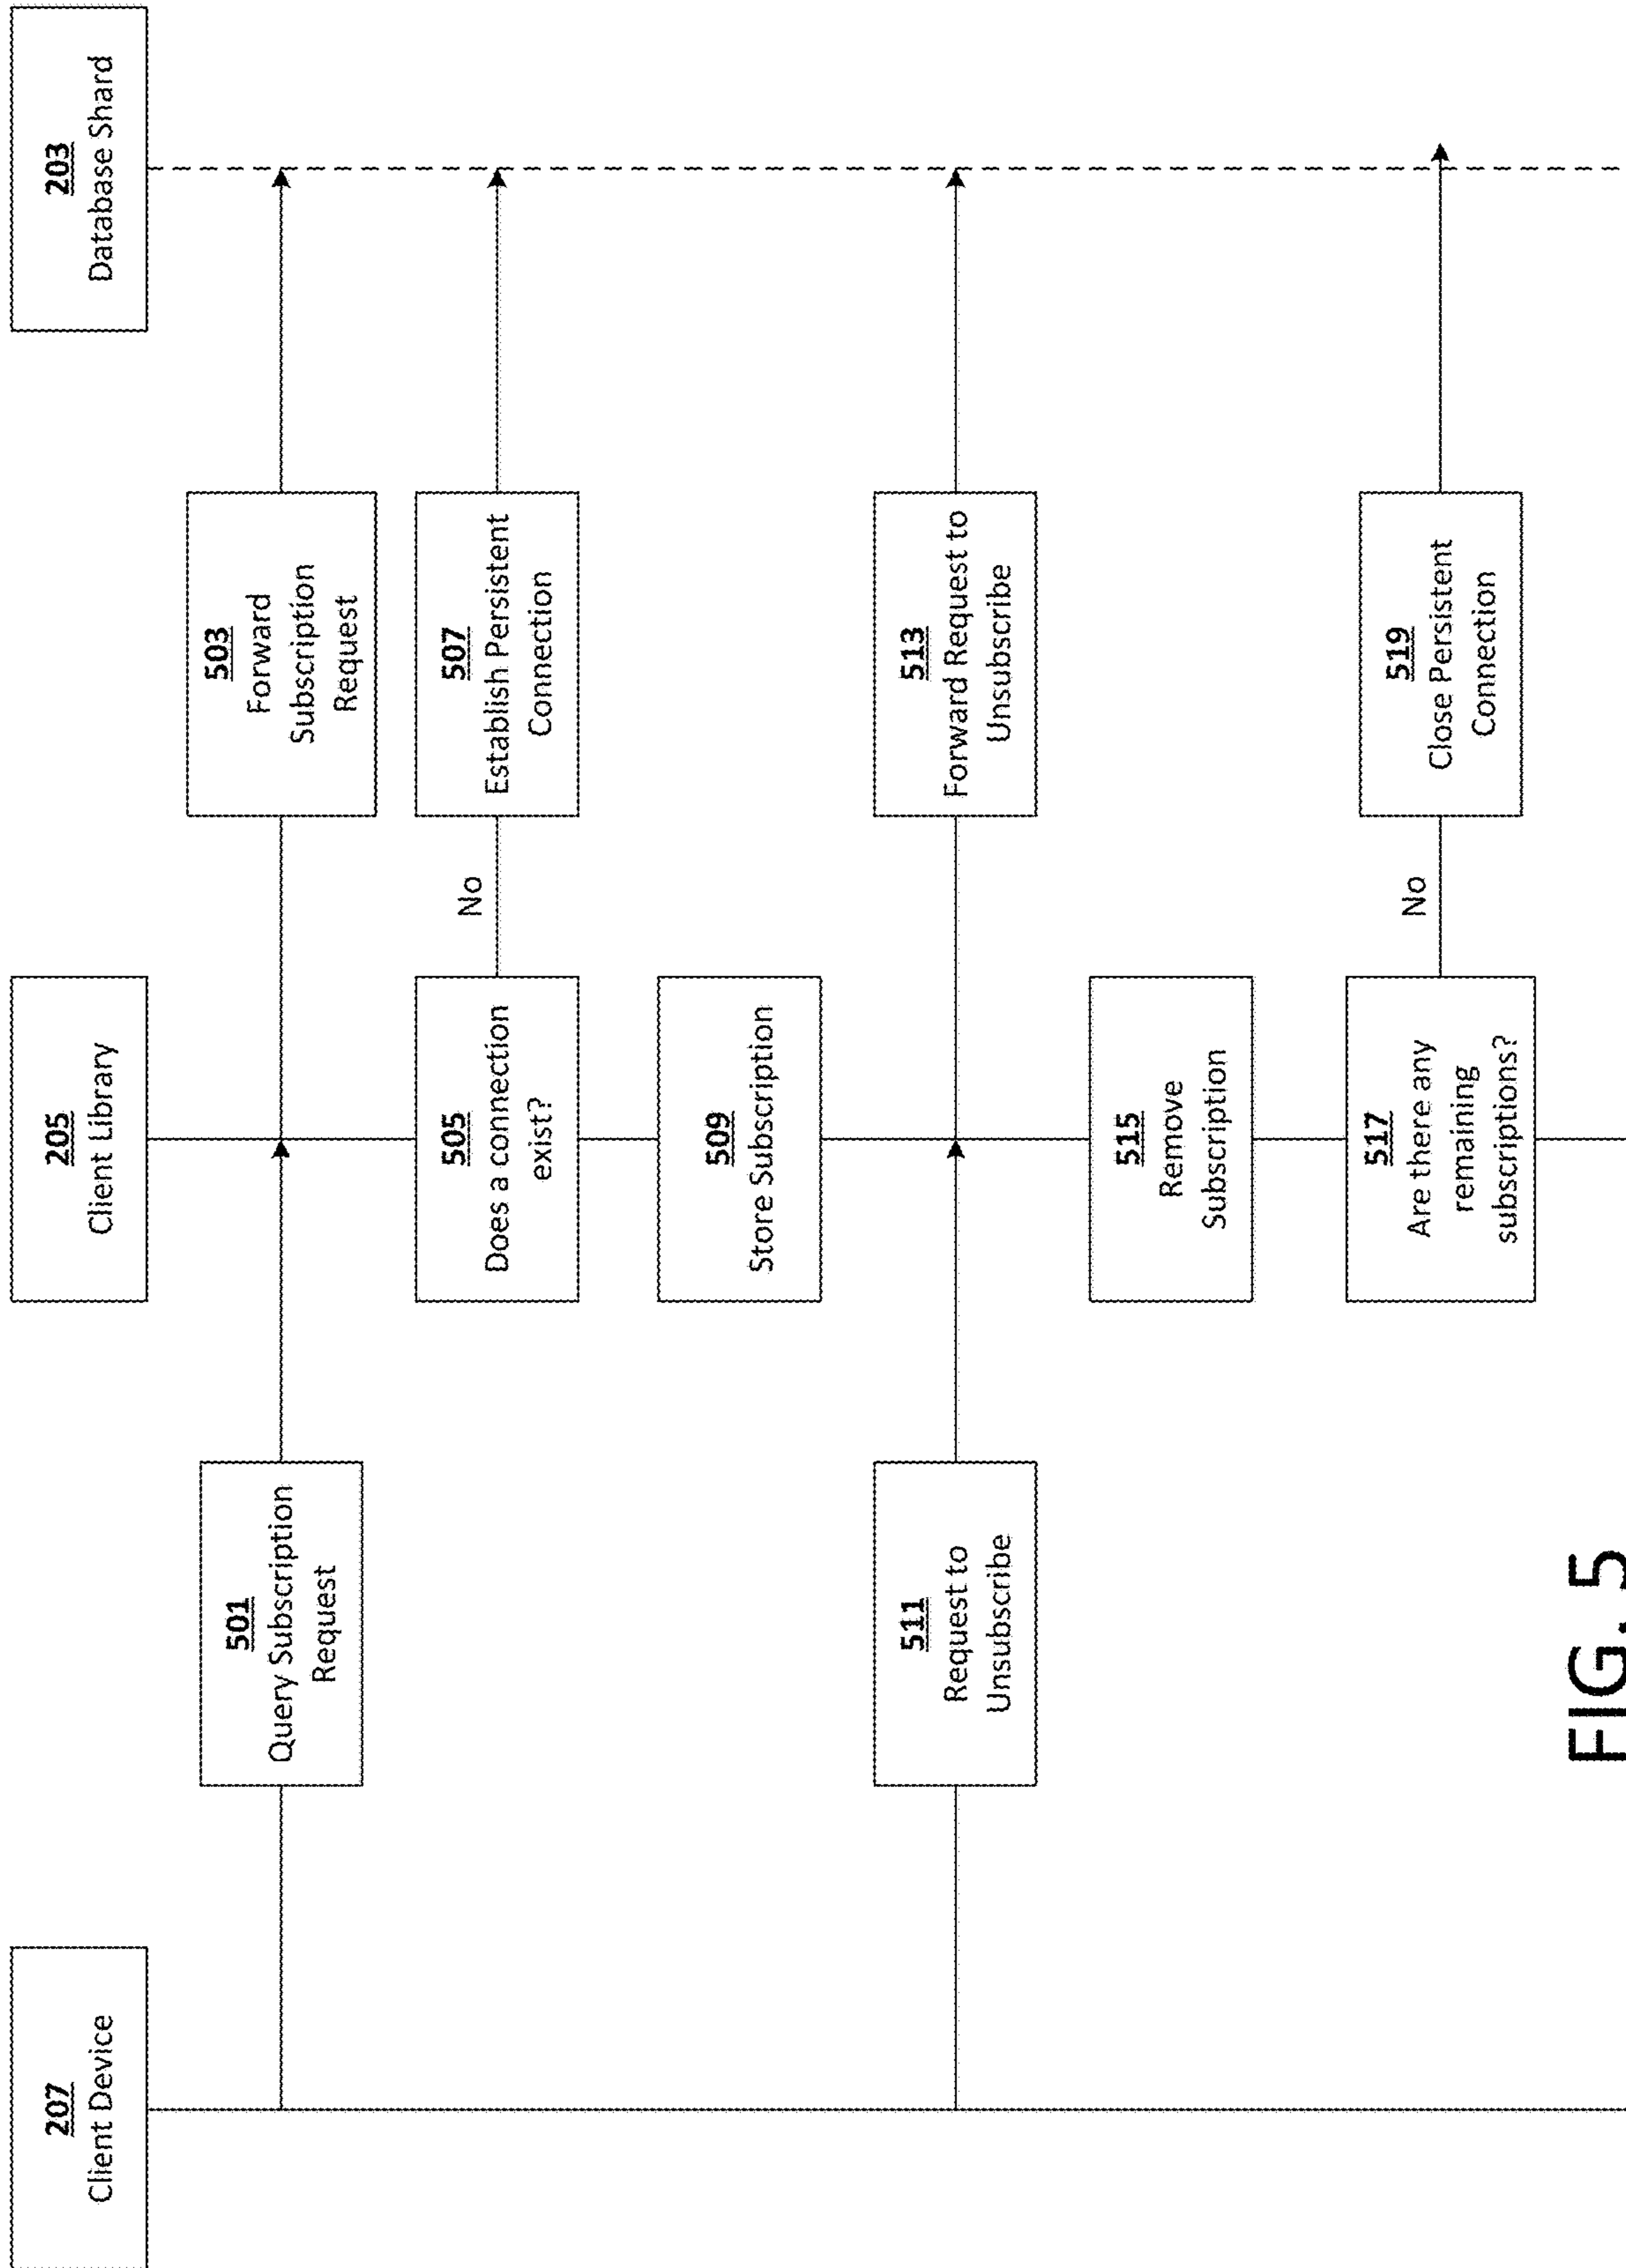 207
Client Device
205
Client Library
203
Database Shard
501
Query Subscription
Request
503
Forward
Subscription
Request
505
Does a connection
exist?
No
507
Establish Persistent
Connection
509
Store Subscription
511
Request to
Unsubscribe
513
Forward Request to
Unsubscribe
515
Remove
Subscription
517
Are there any
remaining
subscriptions?
No
519
Close Persistent
Connection
FIG. 5